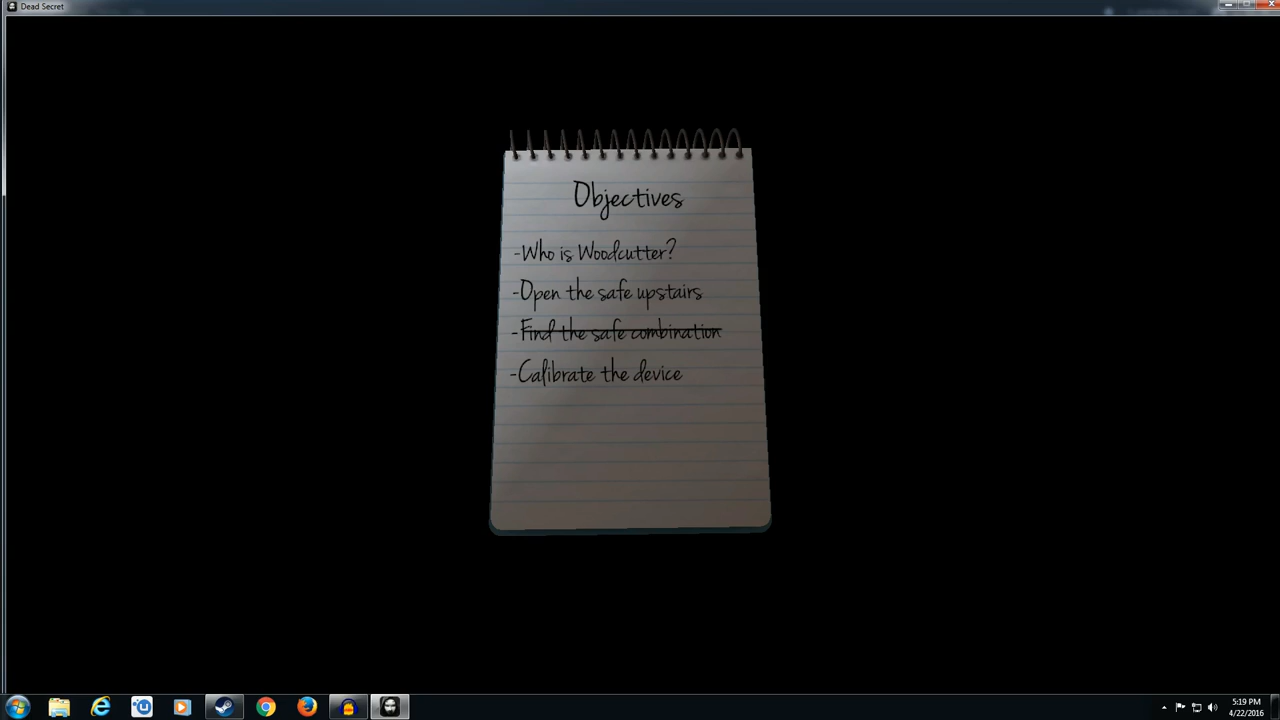 Dead Secret
Objectives
-Who is Woodcutter?
-Open the safe upstairs
-Find the safe combination
-Calibrate the device
5:19 PM
4/22/2016